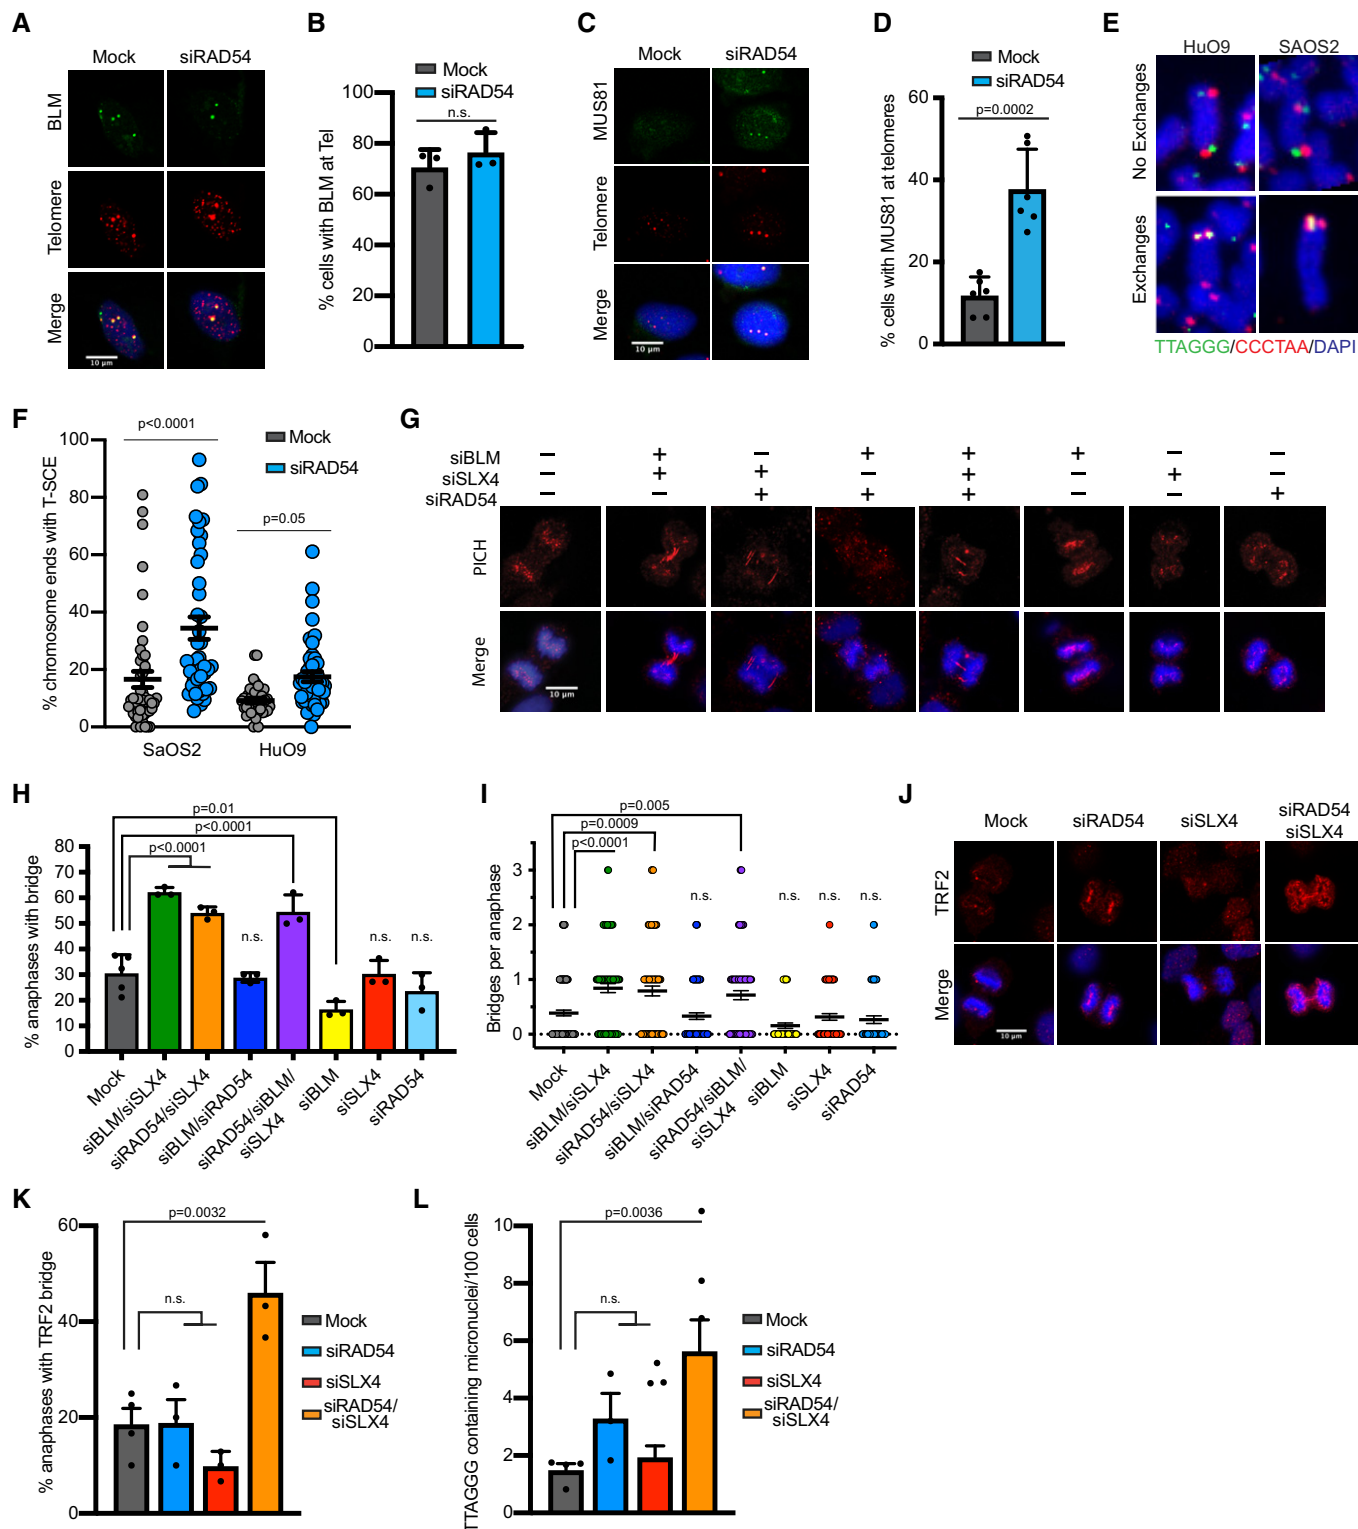 A
Mock
siRAD54
BLM
Telomere
Merge
10 μm
B
Mock
siRAD54
n.s.
% cells with BLM at Tel
100
80
60
40
20
0
C
Mock
siRAD54
MUS81
Telomere
Merge
10 μm
D
Mock
siRAD54
p=0.0002
% cells with MUS81 at telomeres
60
40
20
0
E
HuO9
SAOS2
No Exchanges
Exchanges
TTAGGG/CCCTAA/DAPI
F
p<0.0001
Mock
siRAD54
p=0.05
% chromosome ends with T-SCE
100
80
60
40
20
0
SaOS2
HuO9
G
siBLM − + − + + + − −
siSLX4 − + + − + − + −
siRAD54 − − + + + − − +
PICH
Merge
10 μm
H
p=0.01
p<0.0001
p<0.0001
n.s.
n.s.
n.s.
% anaphases with bridge
80
70
60
50
40
30
20
10
0
Mock
siBLM/siSLX4
siRAD54/siSLX4
siBLM/siRAD54
siRAD54/siBLM/
siSLX4
siBLM
siSLX4
siRAD54
I
p=0.005
p=0.0009
p<0.0001
n.s.
n.s.
n.s.
n.s.
Bridges per anaphase
3
2
1
0
Mock
siBLM/siSLX4
siRAD54/siSLX4
siBLM/siRAD54
siRAD54/siBLM/
siSLX4
siBLM
siSLX4
siRAD54
J
Mock
siRAD54
siSLX4
siRAD54
siSLX4
TRF2
Merge
10 μm
K
p=0.0032
n.s.
% anaphases with TRF2 bridge
60
40
20
0
Mock
siRAD54
siSLX4
siRAD54/
siSLX4
L
p=0.0036
n.s.
TTAGGG containing micronuclei/100 cells
10
8
6
4
2
0
Mock
siRAD54
siSLX4
siRAD54/
siSLX4